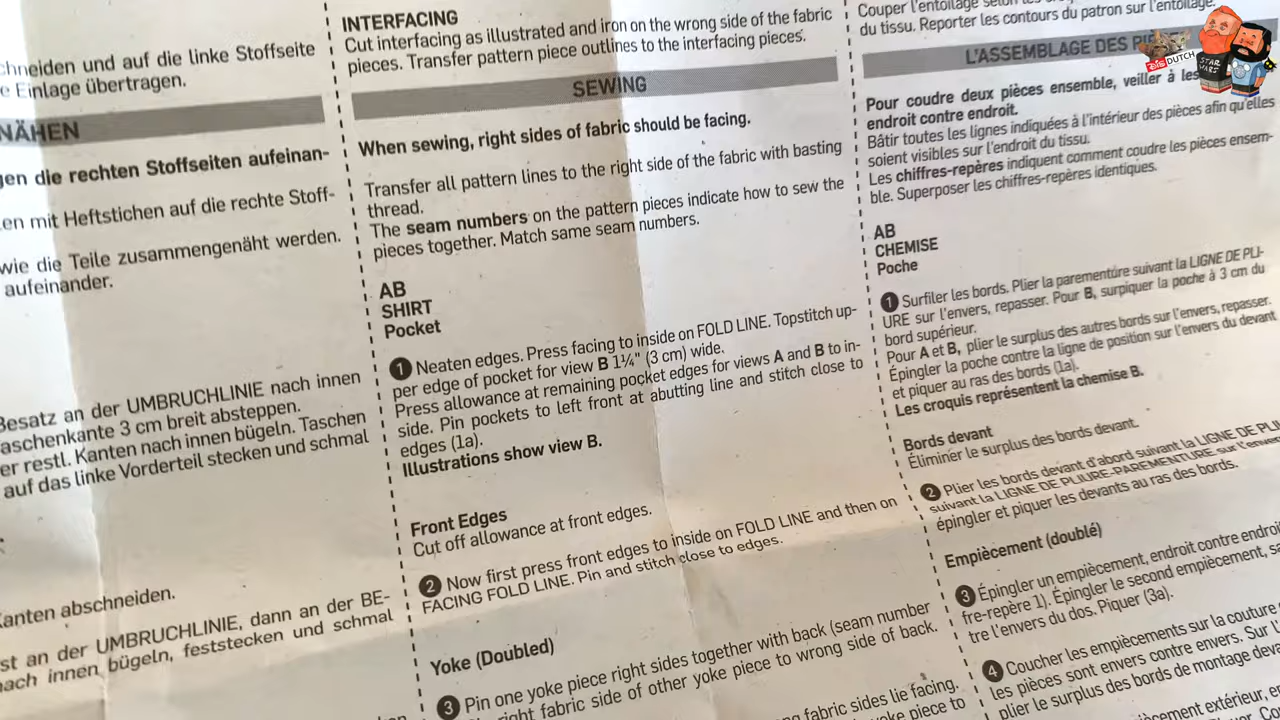 chneiden und auf die linke Stoffseite
e Einlage übertragen.
NÄHEN
gen die rechten Stoffseiten aufeinan-
en mit Heftstichen auf die rechte Stoff-
wie die Teile zusammengenäht werden.
aufeinander.
Besatz an der UMBRUCHLINIE nach innen
aschenkante 3 cm breit absteppen.
er restl. Kanten nach innen bügeln. Taschen
auf das linke Vorderteil stecken und schmal
Kanten abschneiden.
st an der UMBRUCHLINIE, dann an der BE-
nach innen bügeln, feststecken und schmal
INTERFACING
Cut interfacing as illustrated and iron on the wrong side of the fabric
pieces. Transfer pattern piece outlines to the interfacing pieces.
SEWING
When sewing, right sides of fabric should be facing.
Transfer all pattern lines to the right side of the fabric with basting
thread.
The seam numbers on the pattern pieces indicate how to sew the
pieces together. Match same seam numbers.
AB
SHIRT
Pocket
1 Neaten edges. Press facing to inside on FOLD LINE. Topstitch up-
per edge of pocket for view B 1¼" (3 cm) wide.
Press allowance at remaining pocket edges for views A and B to in-
side. Pin pockets to left front at abutting line and stitch close to
edges (1a).
Illustrations show view B.
Front Edges
Cut off allowance at front edges.
2 Now first press front edges to inside on FOLD LINE and then on
FACING FOLD LINE. Pin and stitch close to edges.
Yoke (Doubled)
3 Pin one yoke piece right sides together with back (seam number
right fabric side of other yoke piece to wrong side of back.
fabric sides lie facing.
yoke piece to
Couper l'entoilage selon
du tissu. Reporter les contours du patron sur l'entoilage.
L'ASSEMBLAGE DES
Pour coudre deux pièces ensemble, veiller à les
endroit contre endroit.
Bâtir toutes les lignes indiquées à l'intérieur des pièces afin qu'elles
soient visibles sur l'endroit du tissu.
Les chiffres-repères indiquent comment coudre les pièces ensem-
ble. Superposer les chiffres-repères identiques.
AB
CHEMISE
Poche
1 Surfiler les bords. Plier la parementure suivant la LIGNE DE PLI-
URE sur l'envers, repasser. Pour B, surpiquer la poche à 3 cm du
bord supérieur.
Pour A et B, plier le surplus des autres bords sur l'envers, repasser.
Épingler la poche contre la ligne de position sur l'envers du devant
et piquer au ras des bords (1a).
Les croquis représentent la chemise B.
Bords devant
Éliminer le surplus des bords devant.
2 Plier les bords devant d'abord suivant la LIGNE DE PLI
suivant la LIGNE DE PLIURE-PAREMENTURE sur l'envers
épingler et piquer les devants au ras des bords.
Empiècement (doublé)
3 Épingler un empiècement, endroit contre endroit
fre-repère 1). Épingler le second empiècement,
tre l'envers du dos. Piquer (3a).
4 Coucher les empiècements sur la couture
les pièces sont envers contre envers. Sur l'
plier le surplus des bords de montage deva
extérieur,
DIS
DUTCH
STAR
WARS